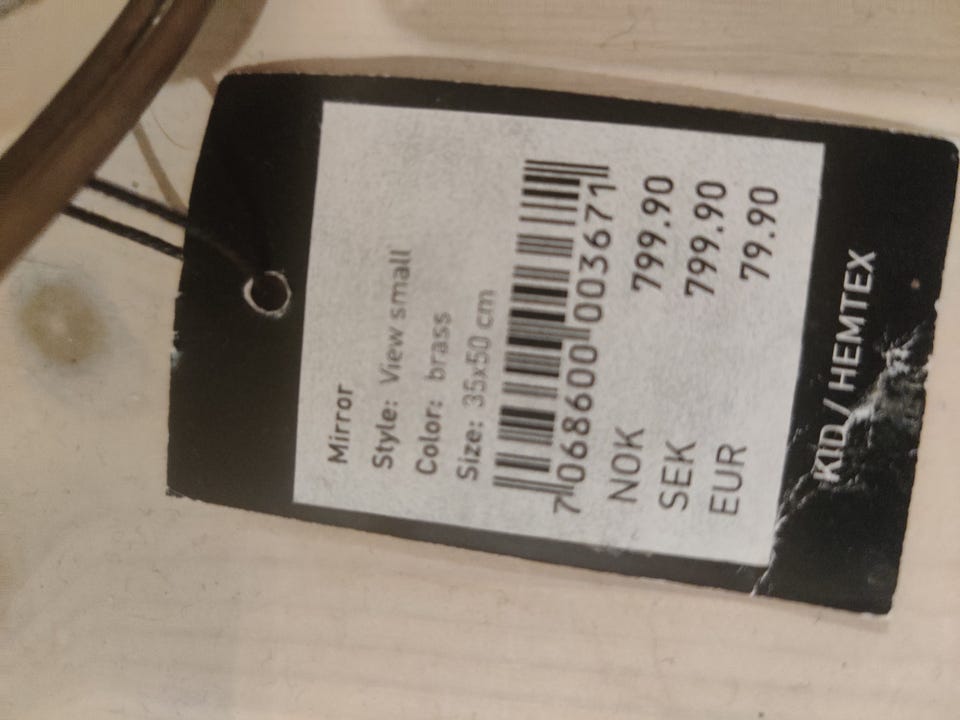 Mirror
Style: View small
Color: brass
Size: 35x50 cm
7068600003671
NOK 799.90
SEK 799.90
EUR 79.90
KID / HEMTEX